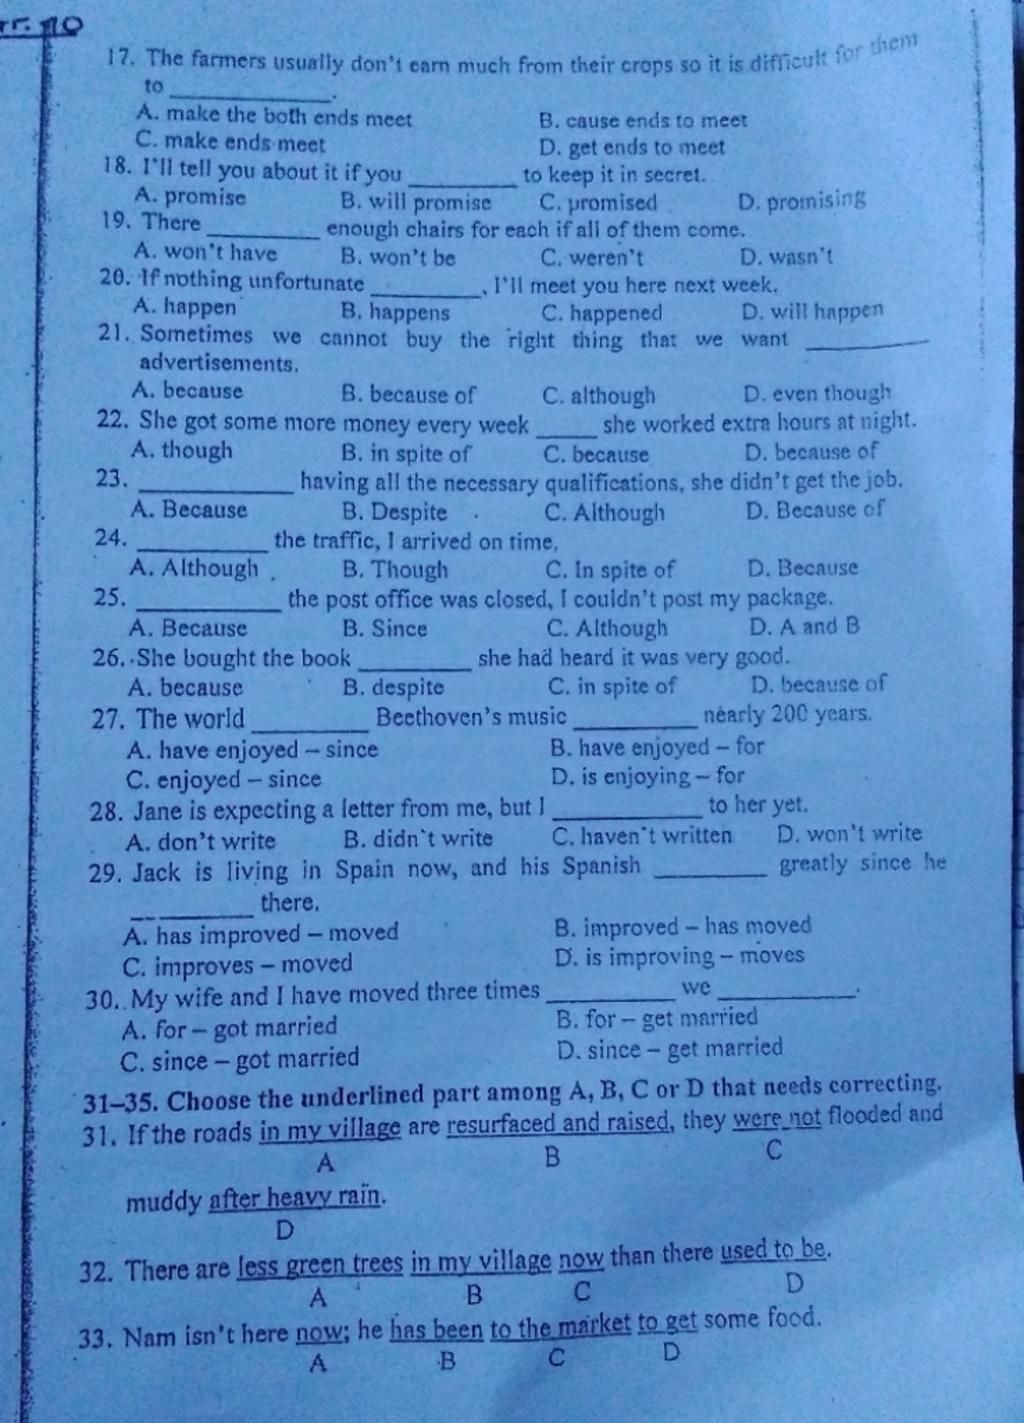 17. The farmers usually don't earn much from their crops so it is difficult for them
to ____________.
A. make the both ends meet B. cause ends to meet
C. make ends meet D. get ends to meet
18. I'll tell you about it if you ________ to keep it in secret.
A. promise B. will promise C. promised D. promising
19. There ________ enough chairs for each if all of them come.
A. won't have B. won't be C. weren't D. wasn't
20. If nothing unfortunate ________, I'll meet you here next week.
A. happen B. happens C. happened D. will happen
21. Sometimes we cannot buy the right thing that we want ________
advertisements.
A. because B. because of C. although D. even though
22. She got some more money every week _____ she worked extra hours at night.
A. though B. in spite of C. because D. because of
23. ____________ having all the necessary qualifications, she didn't get the job.
A. Because B. Despite C. Although D. Because of
24. __________ the traffic, I arrived on time,
A. Although B. Though C. In spite of D. Because
25. ___________ the post office was closed, I couldn't post my package.
A. Because B. Since C. Although D. A and B
26. She bought the book ________ she had heard it was very good.
A. because B. despite C. in spite of D. because of
27. The world ________ Beethoven's music _________ nearly 200 years.
A. have enjoyed – since B. have enjoyed – for
C. enjoyed – since D. is enjoying – for
28. Jane is expecting a letter from me, but I ___________ to her yet.
A. don't write B. didn't write C. haven't written D. won't write
29. Jack is living in Spain now, and his Spanish ________ greatly since he
_________ there.
A. has improved – moved B. improved – has moved
C. improves – moved D. is improving – moves
30. My wife and I have moved three times _________ we __________.
A. for – got married B. for – get married
C. since – got married D. since – get married
31–35. Choose the underlined part among A, B, C or D that needs correcting.
31. If the roads in my village are resurfaced and raised, they were not flooded and
A B C
muddy after heavy rain.
D
32. There are less green trees in my village now than there used to be.
A B C D
33. Nam isn't here now; he has been to the market to get some food.
A B C D